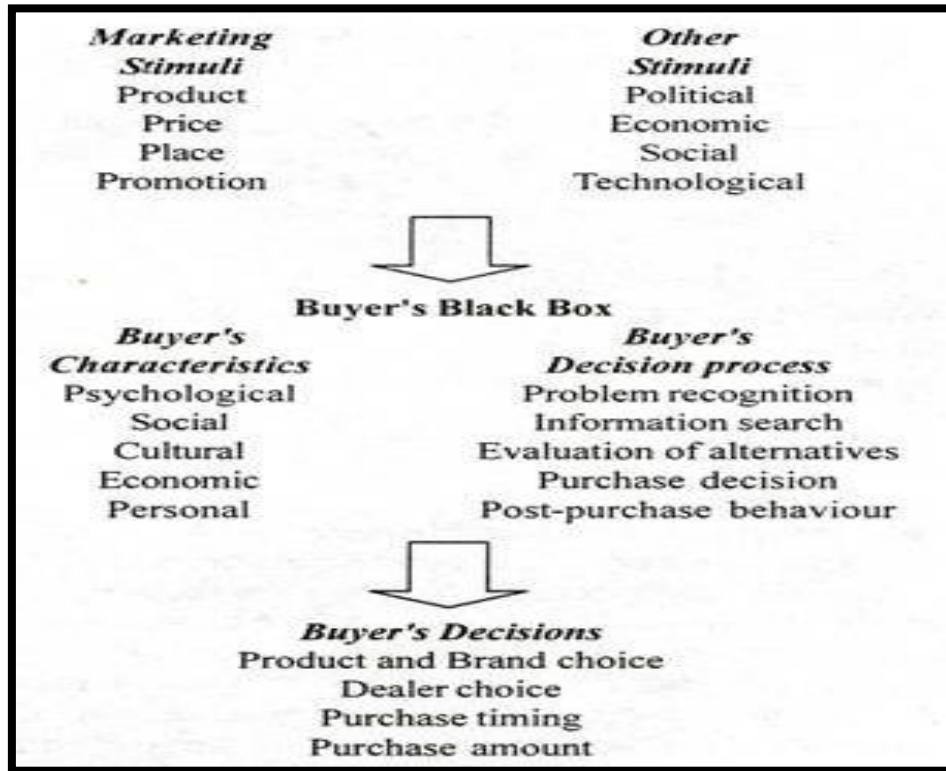 Marketing
Stimuli
Product
Price
Place
Promotion
Other
Stimuli
Political
Economic
Social
Technological
Buyer's Black Box
Buyer's
Characteristics
Psychological
Social
Cultural
Economic
Personal
Buyer's
Decision process
Problem recognition
Information search
Evaluation of alternatives
Purchase decision
Post-purchase behaviour
Buyer's Decisions
Product and Brand choice
Dealer choice
Purchase timing
Purchase amount